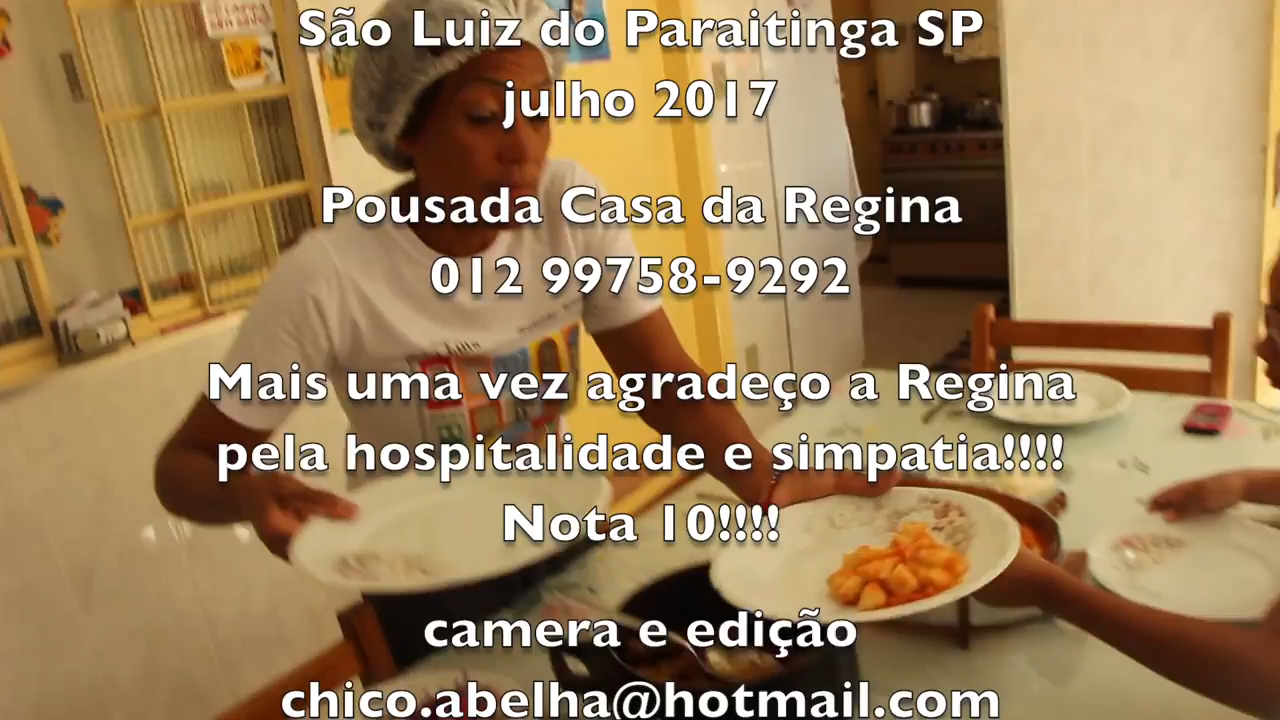 São Luiz do Paraitinga SP
julho 2017
Pousada Casa da Regina
012 99758-9292
Mais uma vez agradeço a Regina
pela hospitalidade e simpatia!!!!
Nota 10!!!!
camera e edição
chico.abelha@hotmail.com